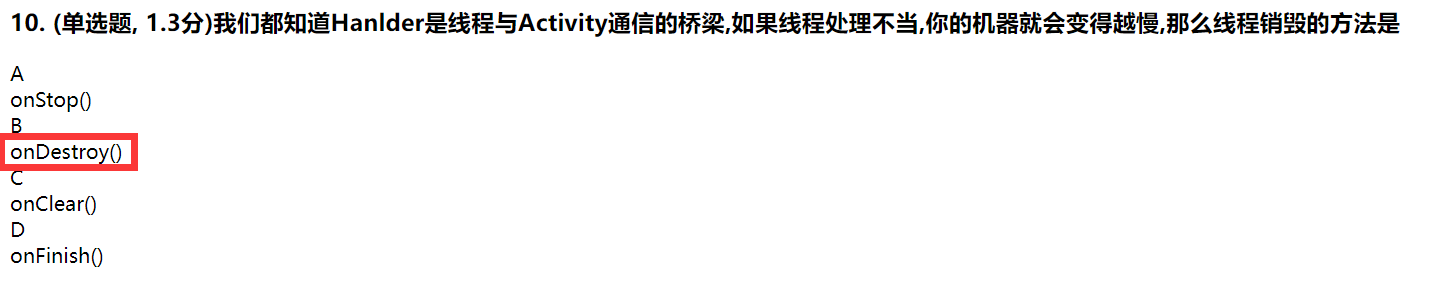 10. (单选题, 1.3分)我们都知道Hanlder是线程与Activity通信的桥梁,如果线程处理不当,你的机器就会变得越慢,那么线程销毁的方法是
A
onStop()
B
onDestroy()
C
onClear()
D
onFinish()